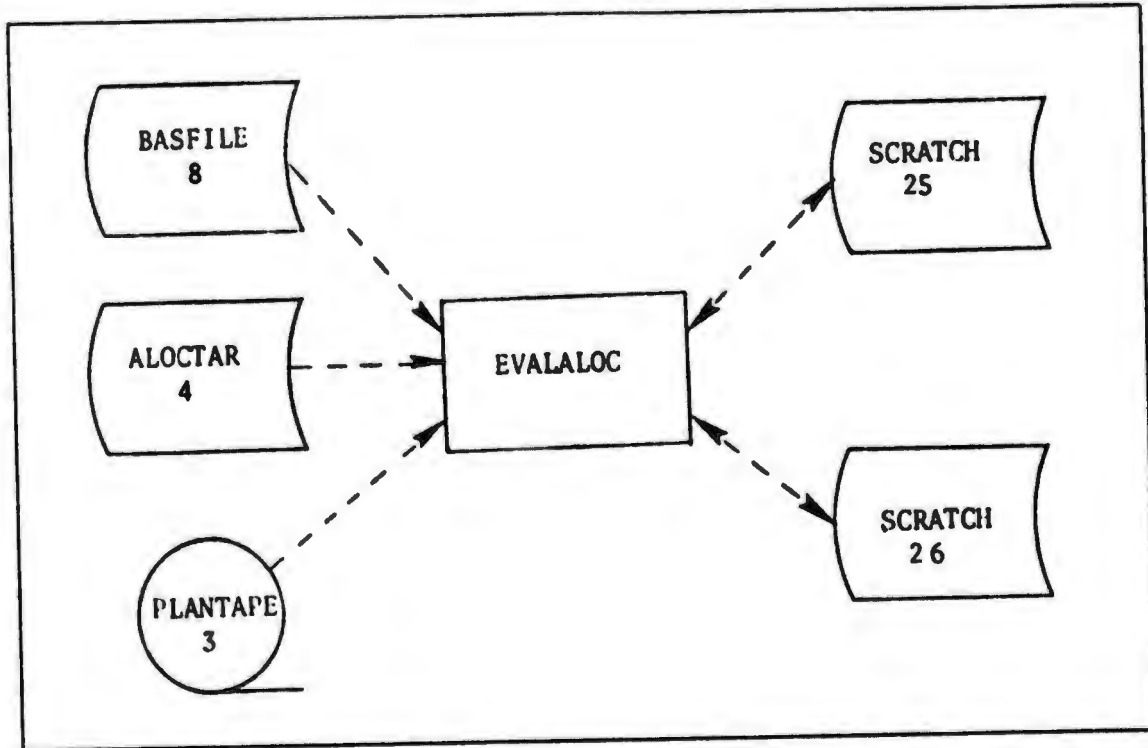 BASFILE
8
ALOCTAR
4
PLANTAPE
3
EVALALOC
SCRATCH
25
SCRATCH
26